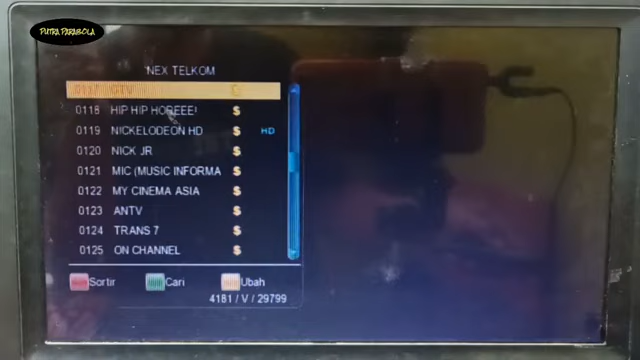 PUTRA PARABOLA
NEX TELKOM
0118 HIP HIP HOREEE! $
0119 NICKELODEON HD $ HD
0120 NICK JR $
0121 MIC (MUSIC INFORMA $
0122 MY CINEMA ASIA $
0123 ANTV $
0124 TRANS 7 $
0125 ON CHANNEL $
Sortir Cari Ubah
4181 / V / 29799